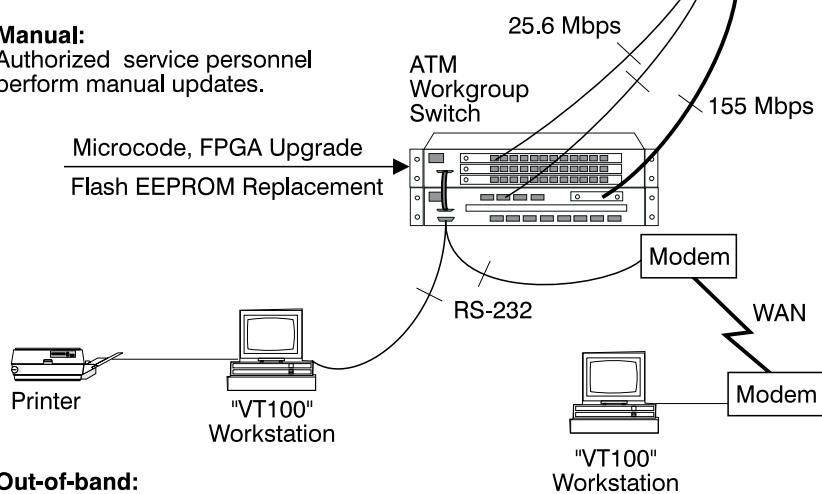 25.6 Mbps
Manual:
Authorized service personnel
perform manual updates.
ATM
Workgroup
Switch
155 Mbps
Microcode, FPGA Upgrade
Flash EEPROM Replacement
Modem
RS-232
WAN
Printer
"VT100"
Workstation
Modem
"VT100"
Workstation
Out-of-band: